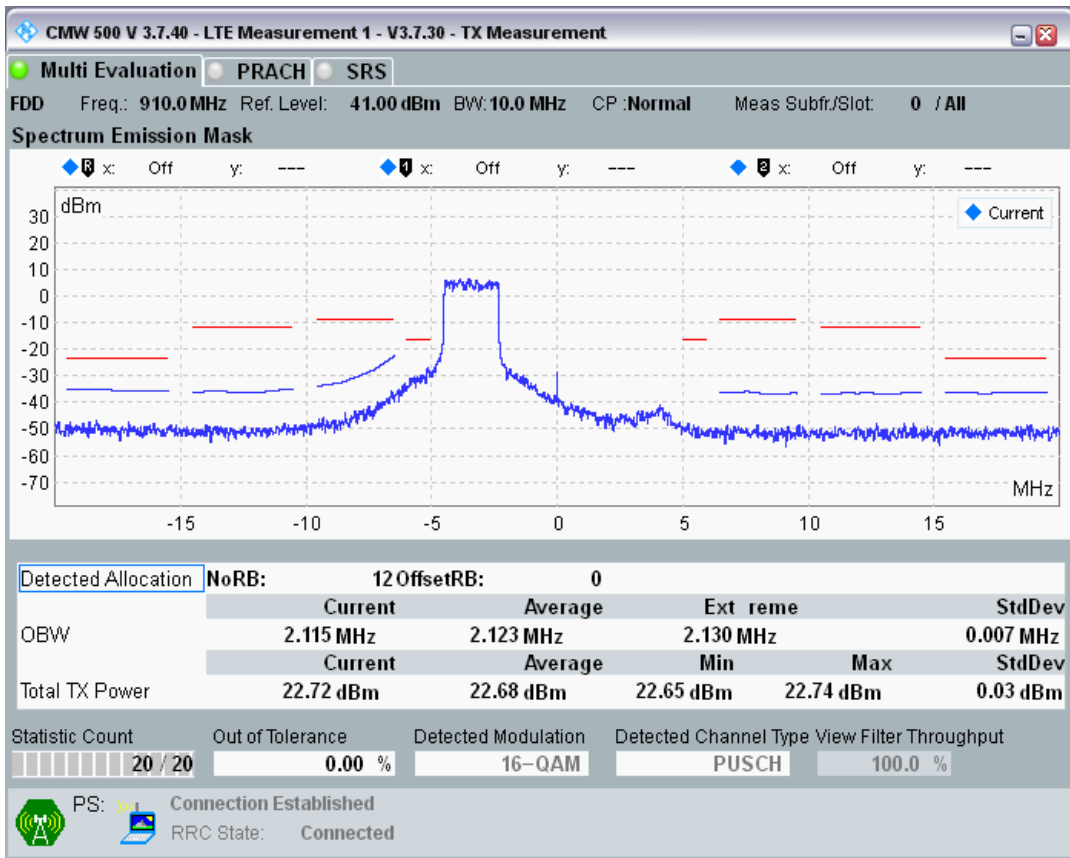 CMW 500 V 3.7.40 - LTE Measurement 1 - V3.7.30 - TX Measurement
Multi Evaluation PRACH SRS
FDD Freq.: 910.0 MHz Ref. Level: 41.00 dBm BW: 10.0 MHz CP : Normal Meas Subfr./Slot: 0 / All
Spectrum Emission Mask
R x: Off y: --- 1 x: Off y: --- 2 x: Off y: ---
dBm
Current
30
20
10
0
-10
-20
-30
-40
-50
-60
-70
MHz
-15 -10 -5 0 5 10 15
Detected Allocation NoRB: 12 OffsetRB: 0
Current Average Ext reme StdDev
OBW 2.115 MHz 2.123 MHz 2.130 MHz 0.007 MHz
Current Average Min Max StdDev
Total TX Power 22.72 dBm 22.68 dBm 22.65 dBm 22.74 dBm 0.03 dBm
Statistic Count Out of Tolerance Detected Modulation Detected Channel Type View Filter Throughput
20 / 20 0.00 % 16-QAM PUSCH 100.0 %
PS: Connection Established
RRC State: Connected